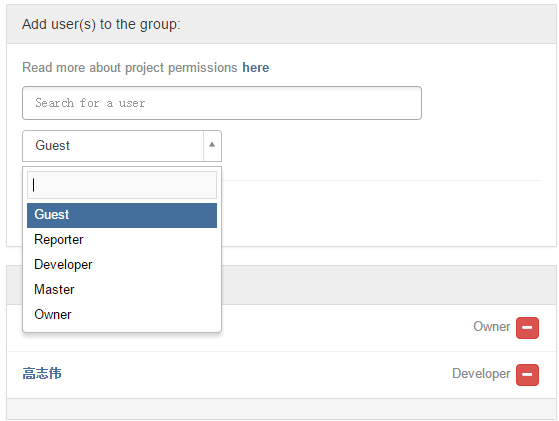 Add user(s) to the group:
Read more about project permissions here
Search for a user
Guest
Guest
Reporter
Developer
Master
Owner
Owner
高志伟 Developer